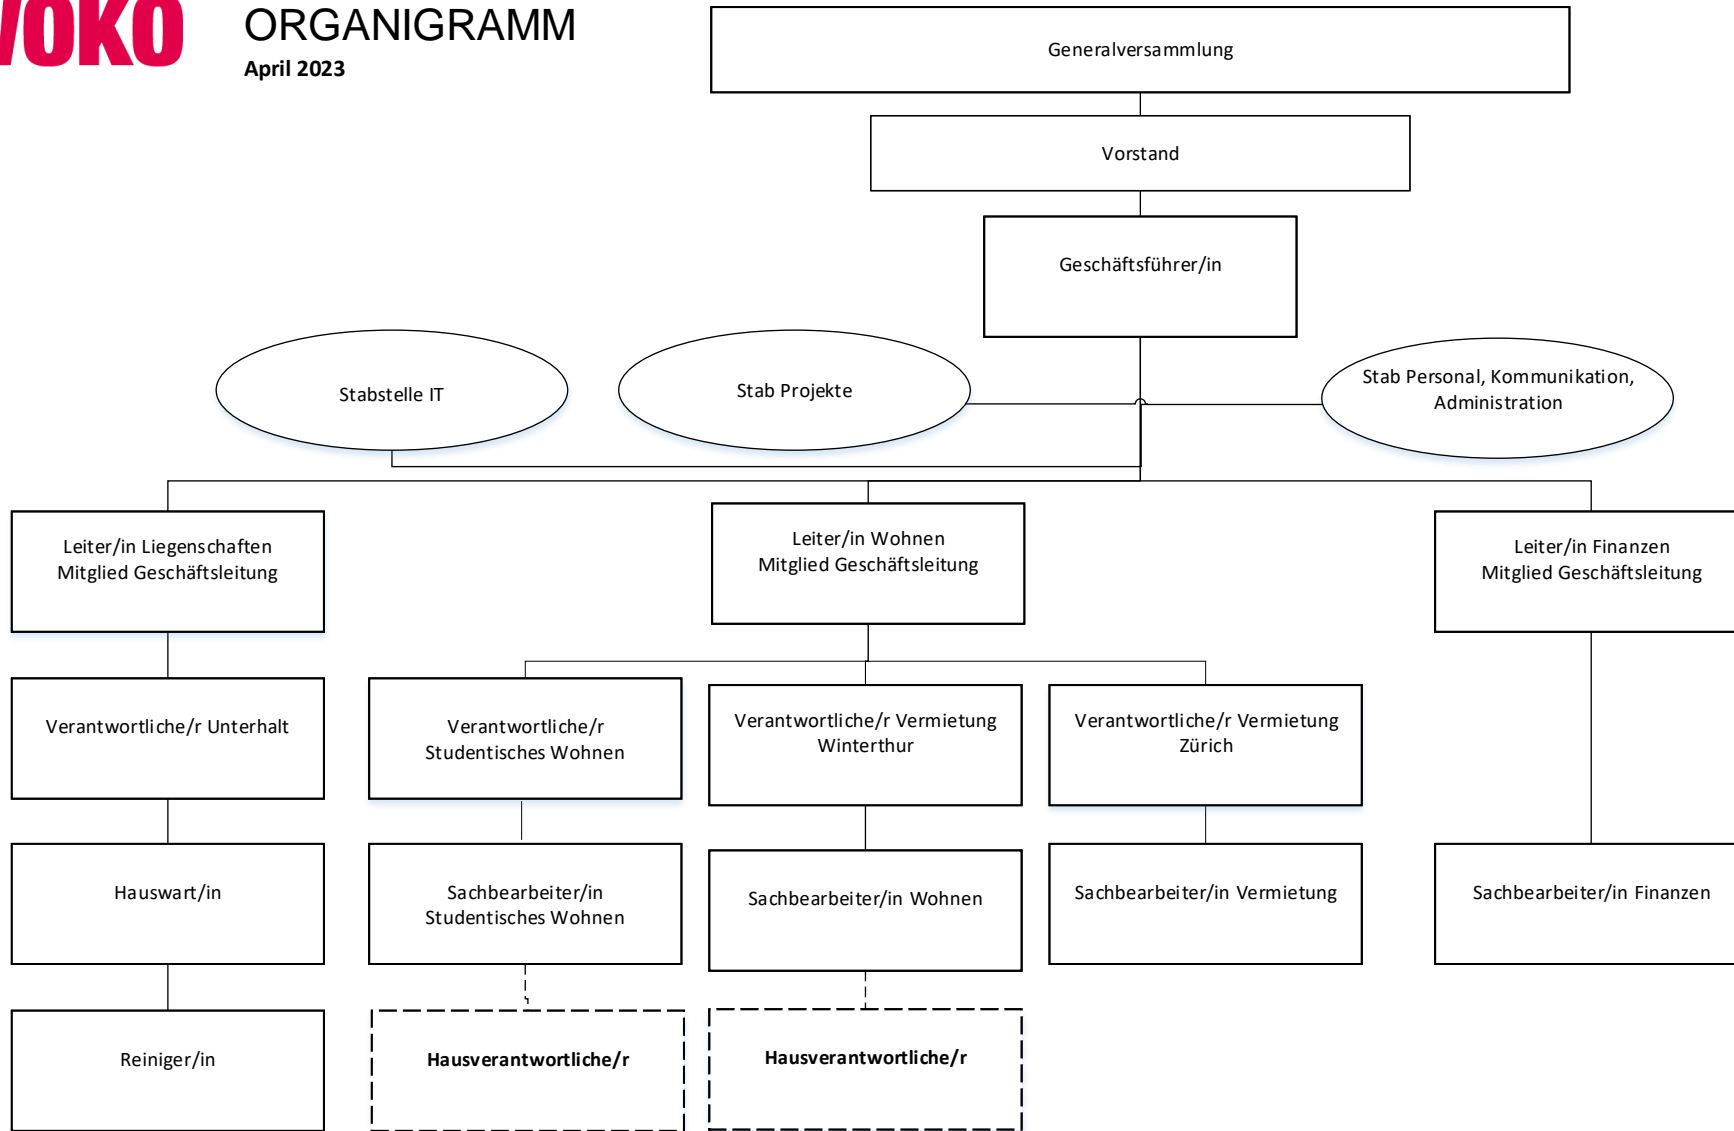 WOKO
ORGANIGRAMM
April 2023
Generalversammlung
Vorstand
Geschäftsführer/in
Stabstelle IT
Stab Projekte
Stab Personal, Kommunikation,
Administration
Leiter/in Liegenschaften
Mitglied Geschäftsleitung
Leiter/in Wohnen
Mitglied Geschäftsleitung
Leiter/in Finanzen
Mitglied Geschäftsleitung
Verantwortliche/r Unterhalt
Verantwortliche/r
Studentisches Wohnen
Verantwortliche/r Vermietung
Winterthur
Verantwortliche/r Vermietung
Zürich
Hauswart/in
Sachbearbeiter/in
Studentisches Wohnen
Sachbearbeiter/in Wohnen
Sachbearbeiter/in Vermietung
Sachbearbeiter/in Finanzen
Reiniger/in
Hausverantwortliche/r
Hausverantwortliche/r